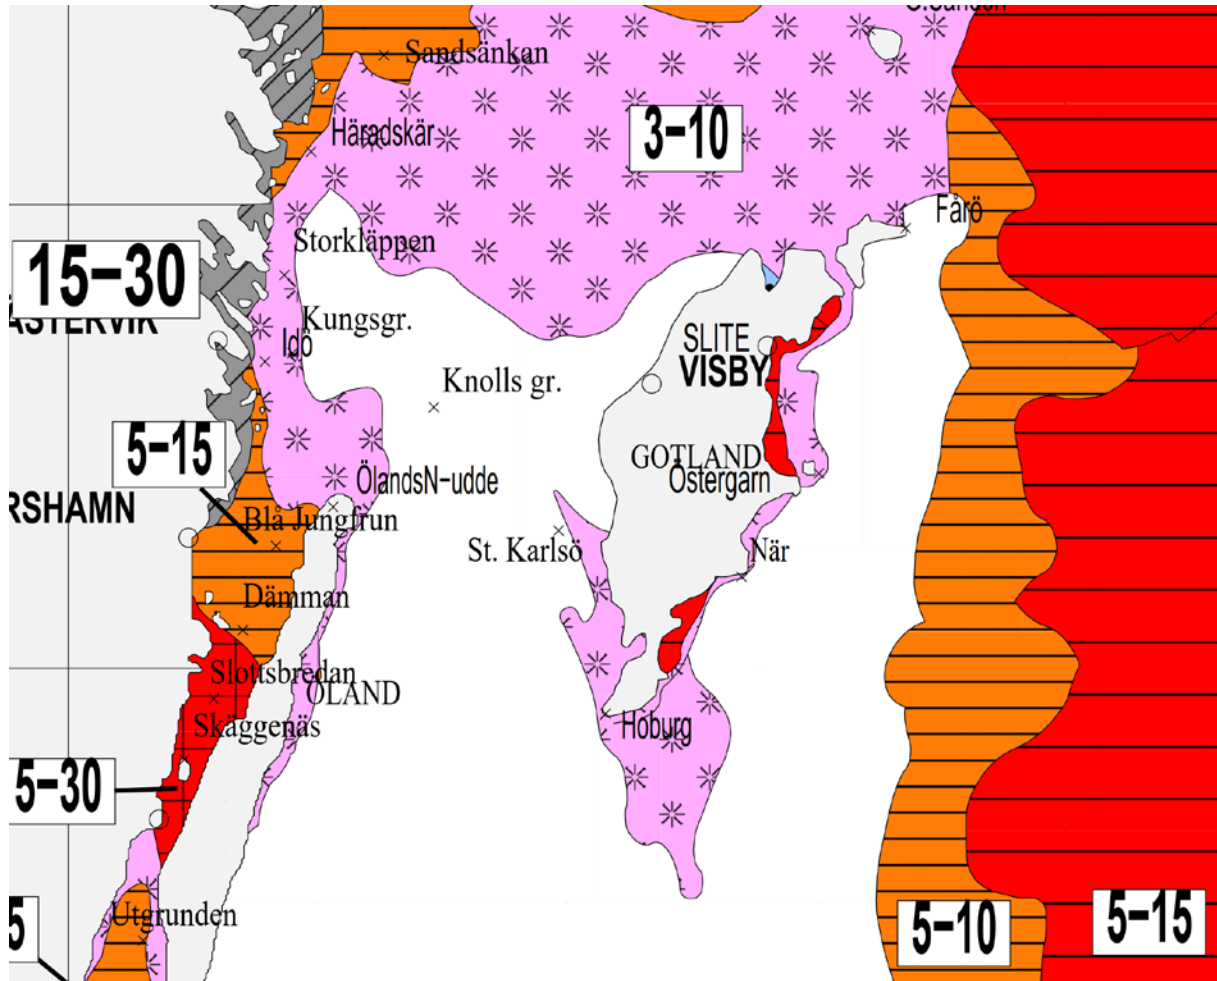 Sandsänkan
3-10
Häradskär
Fårö
Storkläppen
15-30
Kungsgr.
Idö
SLITE
VISBY
Knolls gr.
5-15
GOTLAND
ÖlandsN-udde
Östergarn
RSHAMN
Blå Jungfrun
St. Karlsö
När
Dämman
Slottsbredan
ÖLAND
Skäggenäs
Hoburg
5-30
Utgrunden
5
5-10
5-15